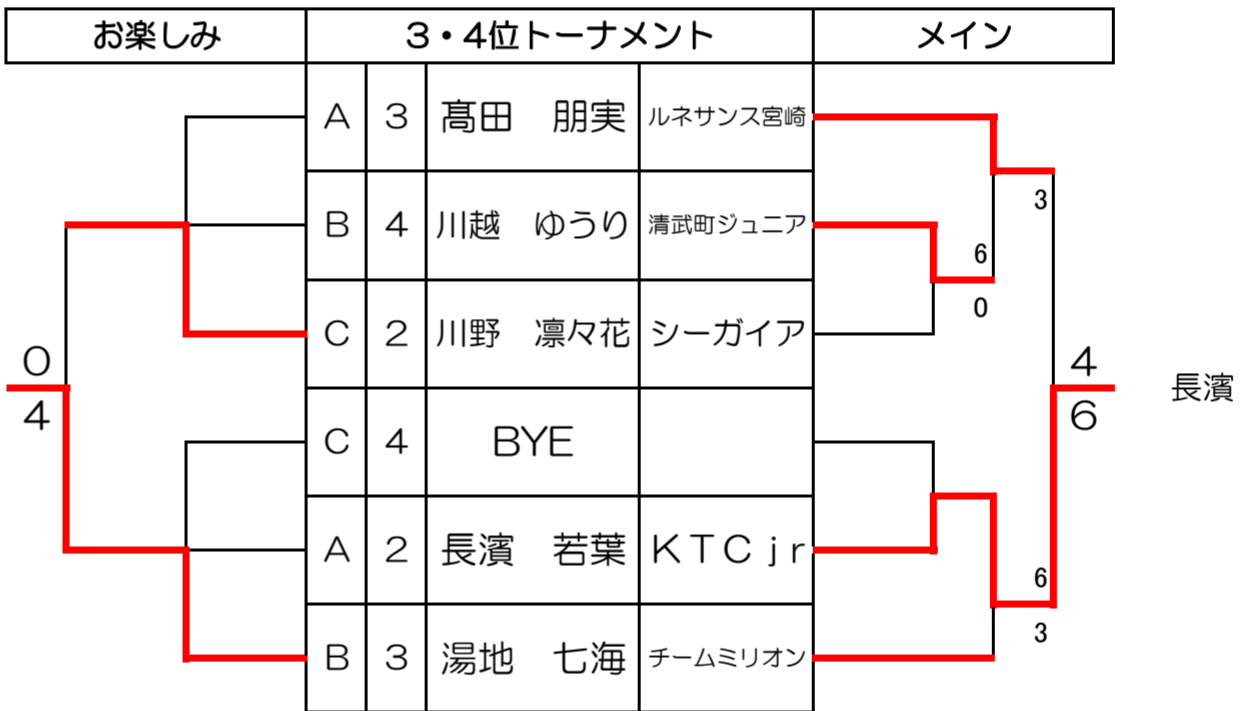 お楽しみ 3・4位トーナメント メイン
A 3 髙田 朋実 ルネサンス宮崎
3
B 4 川越 ゆうり 清武町ジュニア
6
0
C 2 川野 凛々花 シーガイア
0 4
4 6
長濱
C 4 BYE
A 2 長濱 若葉 KTCjr
6
3
B 3 湯地 七海 チームミリオン